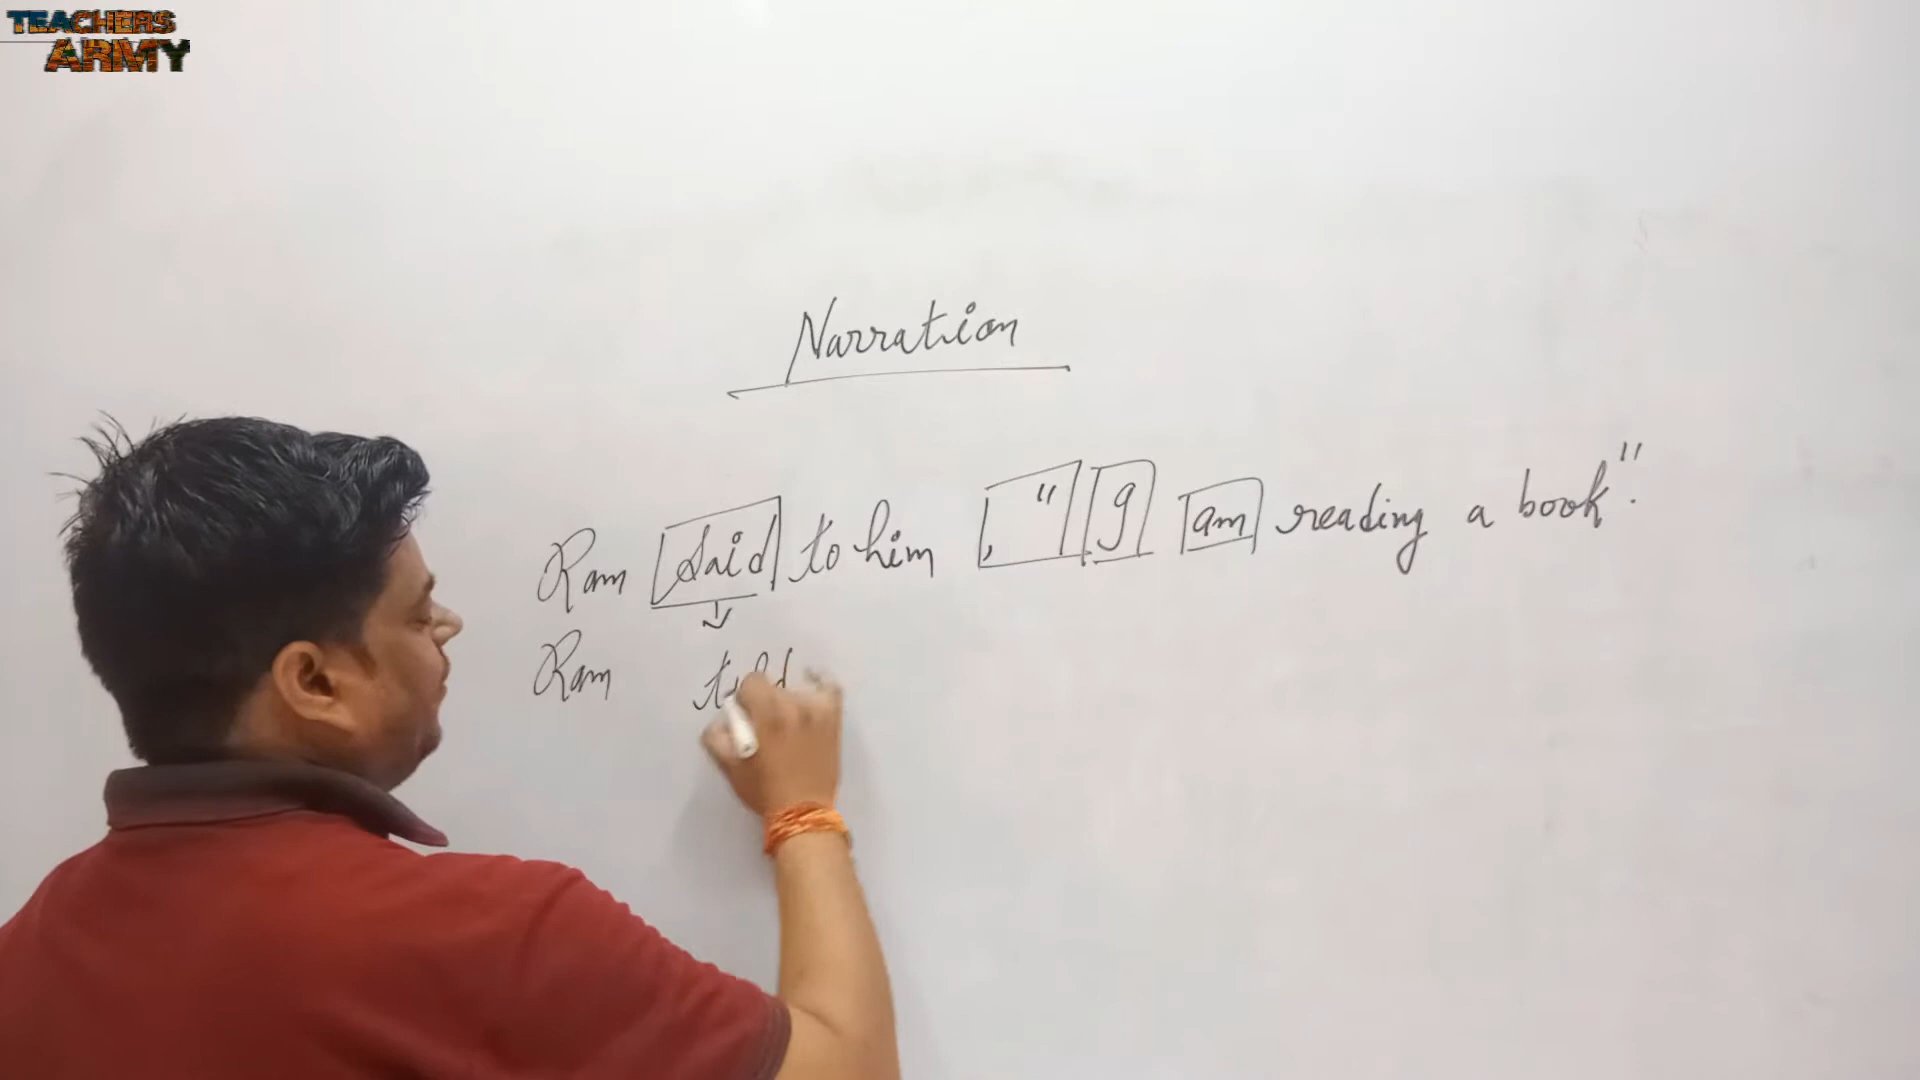 TEACHERS
ARMY
Narration
Ram said to him , " I am reading a book".
Ram told